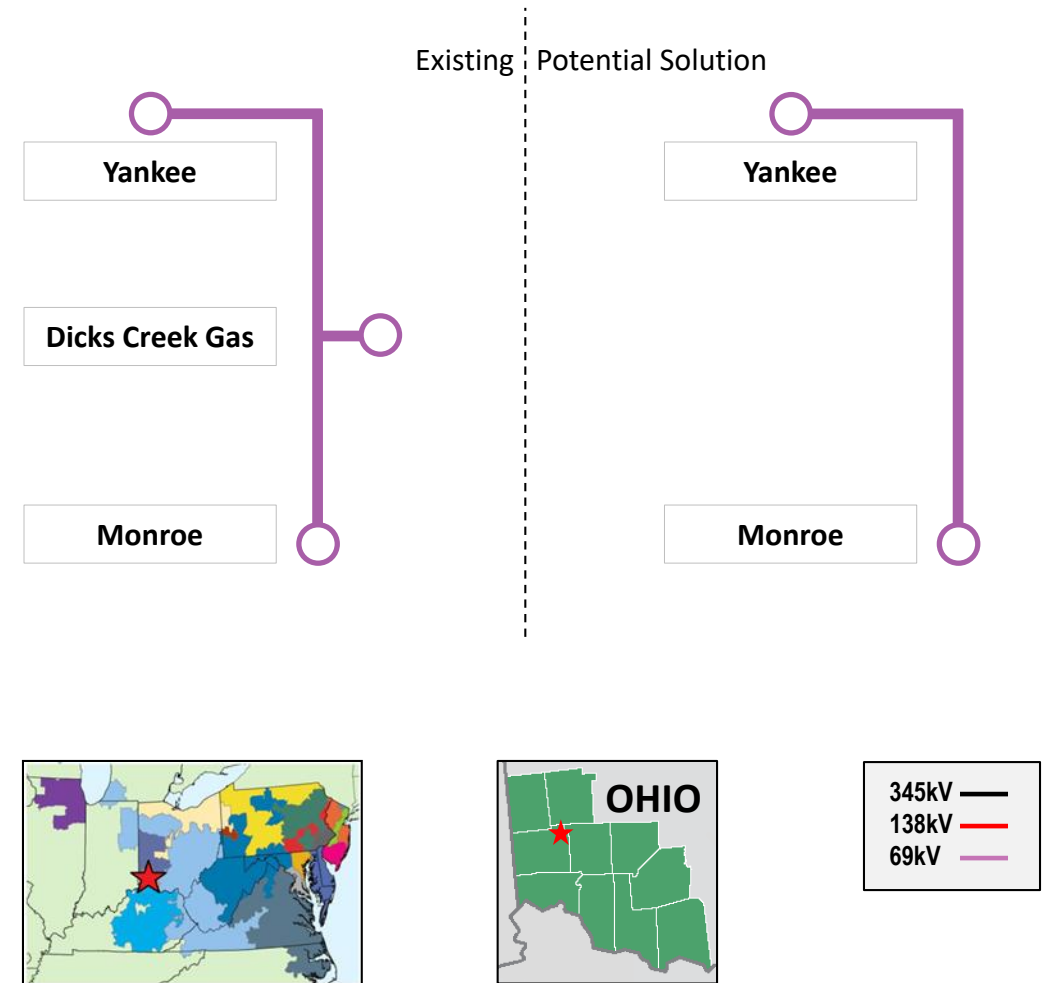 Existing Potential Solution
Yankee
Yankee
Dicks Creek Gas
Monroe
Monroe
OHIO
345kV
138kV
69kV